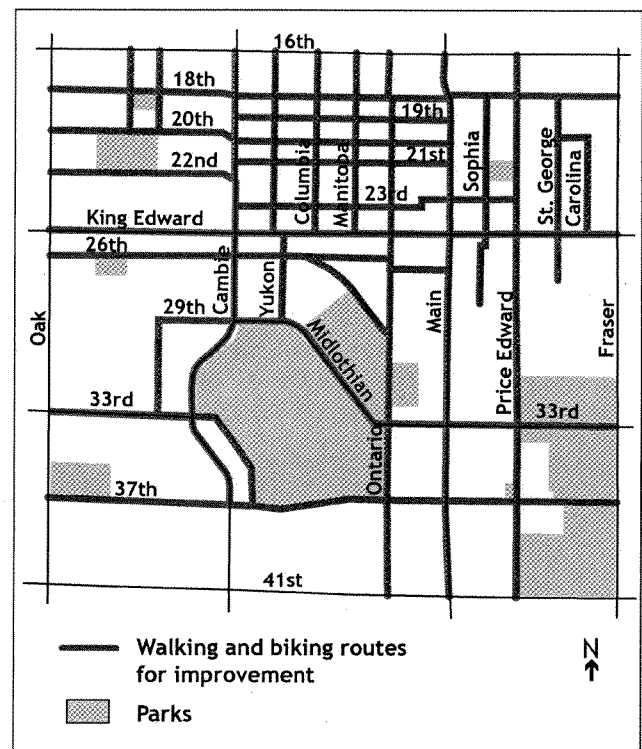 16th
18th
19th
20th
21st
22nd
23rd
Columbia
Manitoba
Sophia
St. George
Carolina
King Edward
26th
Cambie
Yukon
29th
Midlothian
Main
Price Edward
Fraser
Oak
33rd
33rd
Ontario
37th
41st
Walking and biking routes
for improvement
N
Parks